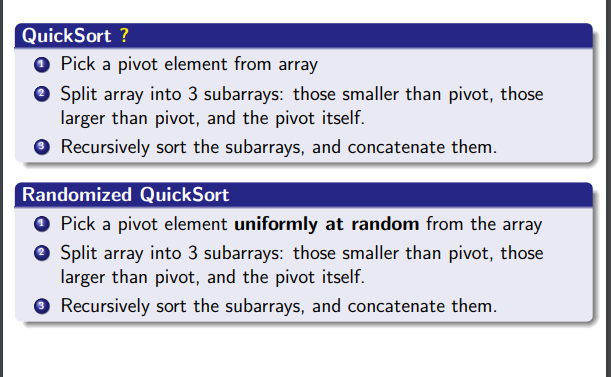 QuickSort ?
1 Pick a pivot element from array
2 Split array into 3 subarrays: those smaller than pivot, those
larger than pivot, and the pivot itself.
3 Recursively sort the subarrays, and concatenate them.
Randomized QuickSort
1 Pick a pivot element uniformly at random from the array
2 Split array into 3 subarrays: those smaller than pivot, those
larger than pivot, and the pivot itself.
3 Recursively sort the subarrays, and concatenate them.